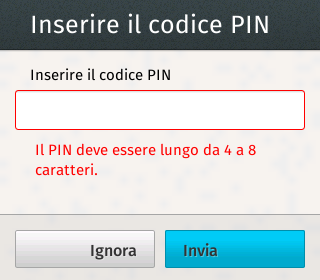 Inserire il codice PIN
Inserire il codice PIN
Il PIN deve essere lungo da 4 a 8
caratteri.
Ignora
Invia